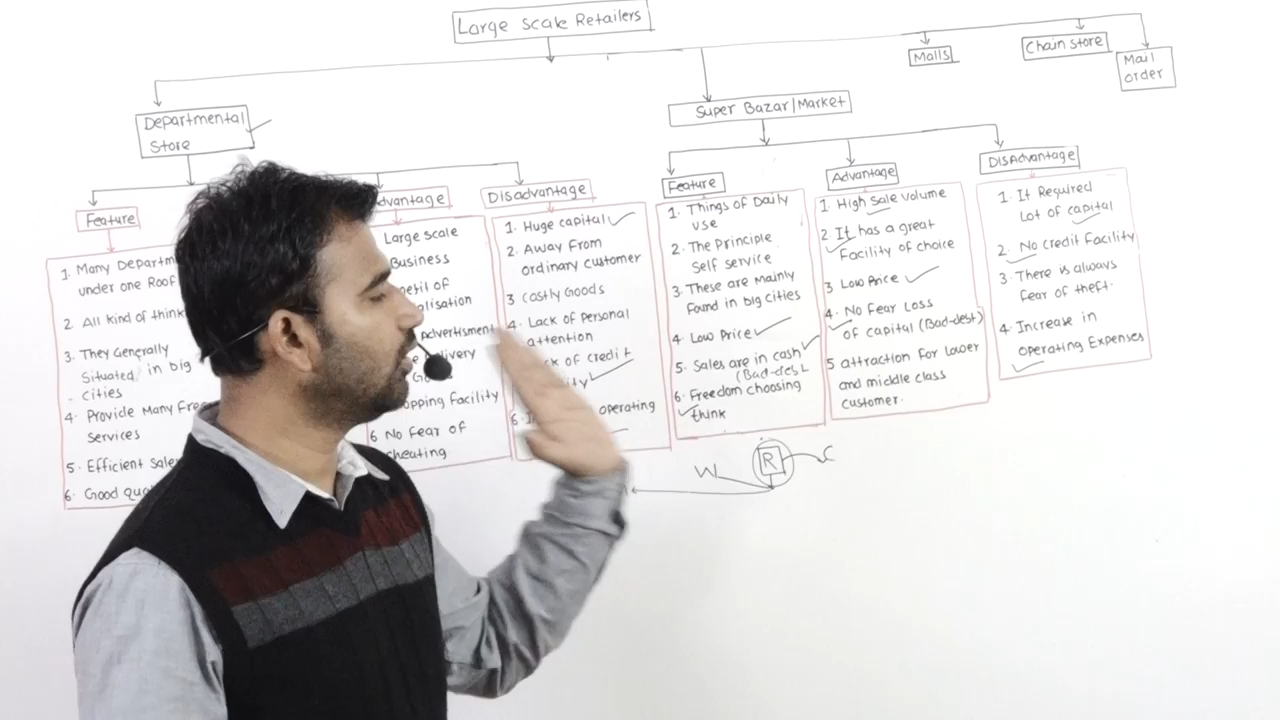 Large Scale Retailers
Malls
Chain store
Mail
order
Departmental
Store
Super Bazar/Market
Feature
Disadvantage
Feature
Advantage
DISAdvantage
1. Many
under one Roof
2. All kind of think
3. They Generally
Situated in big
cities
4. Provide Many
Services
5. Efficient
6. Good
Large scale
Business
Advertisment
6 No Fear of
cheating
1. Huge capital
2. Away From
ordinary customer
3 Costly Goods
4. Lack of Personal
attention
of credit
6.
operating
1. Things of Daily
use
2. The Principle
Self service
3. These are mainly
Found in big cities
4 Low Price
5. Sales are in cash
(Bad-debt
6. Freedom choosing
think
1. High Sale volume
2 It has a great
Facility of choice
3 Low Price
4. No Fear Loss
of capital (Bad-dest)
5 attraction for Lower
and middle class
customer.
1. It Required
Lot of capital
2. No credit Facility
3. There is always
fear of theft.
4. Increase in
operating Expenses
W
R
C